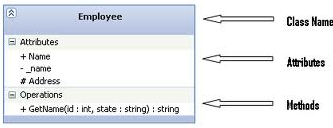 Employee
Class Name
Attributes
+ Name
- _name
# Address
Attributes
Operations
+ GetName(id : int, state : string) : string
Methods